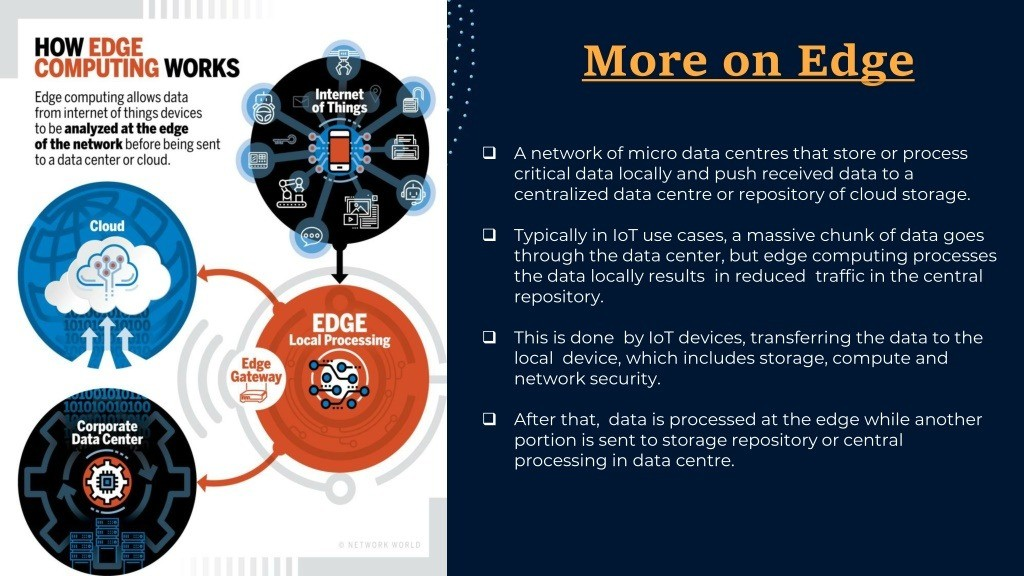 HOW EDGE
COMPUTING WORKS
Edge computing allows data
from internet of things devices
to be analyzed at the edge
of the network before being sent
to a data center or cloud.
Internet
of Things
Cloud
101 0100
10101010100
EDGE
Local Processing
Edge
Gateway
101010010100
Corporate
Data Center
© NETWORK WORLD
More on Edge
A network of micro data centres that store or process
critical data locally and push received data to a
centralized data centre or repository of cloud storage.
Typically in IoT use cases, a massive chunk of data goes
through the data center, but edge computing processes
the data locally results  in reduced  traffic in the central
repository.
This is done  by IoT devices, transferring the data to the
local  device, which includes storage, compute and
network security.
After that,  data is processed at the edge while another
portion is sent to storage repository or central
processing in data centre.